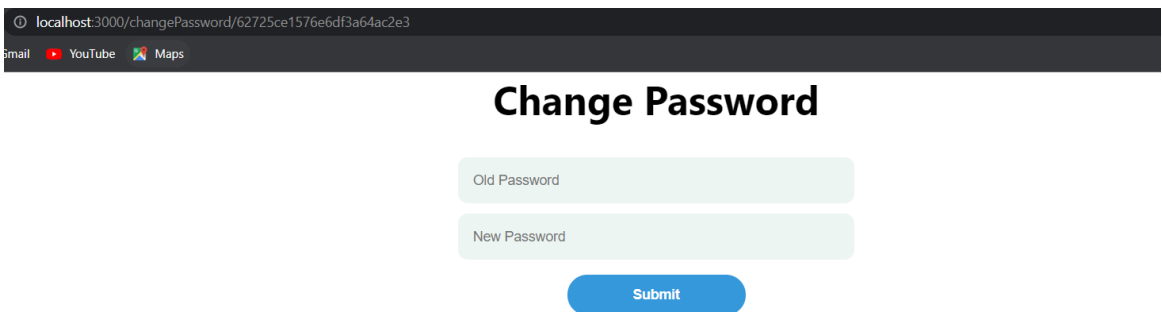 localhost:3000/changePassword/62725ce1576e6df3a64ac2e3
Gmail YouTube Maps
Change Password
Old Password
New Password
Submit